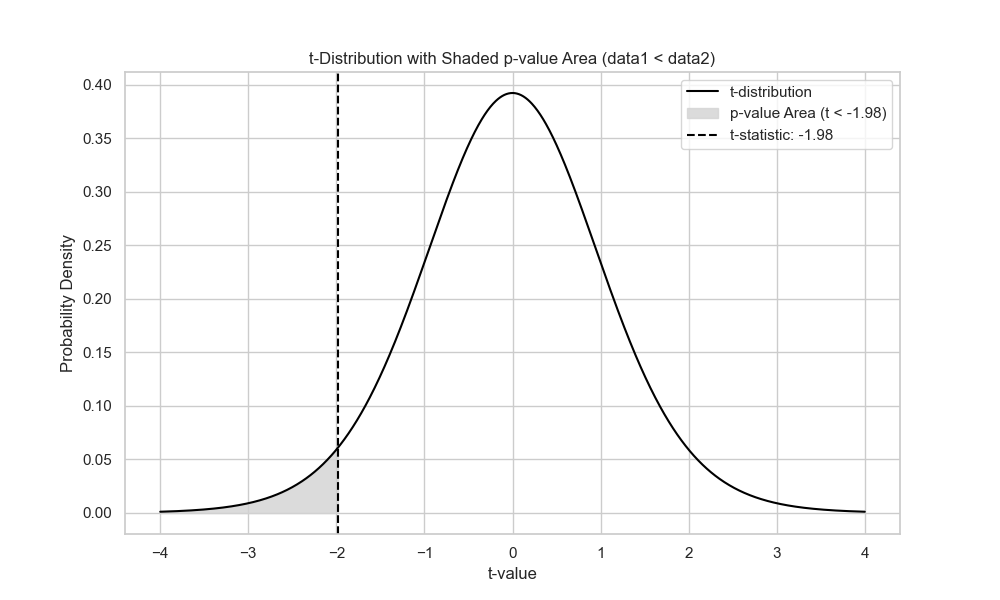 t-Distribution with Shaded p-value Area (data1 < data2)
t-distribution
p-value Area (t < -1.98)
t-statistic: -1.98
Probability Density
0.40
0.35
0.30
0.25
0.20
0.15
0.10
0.05
0.00
−4 −3 −2 −1 0 1 2 3 4
t-value